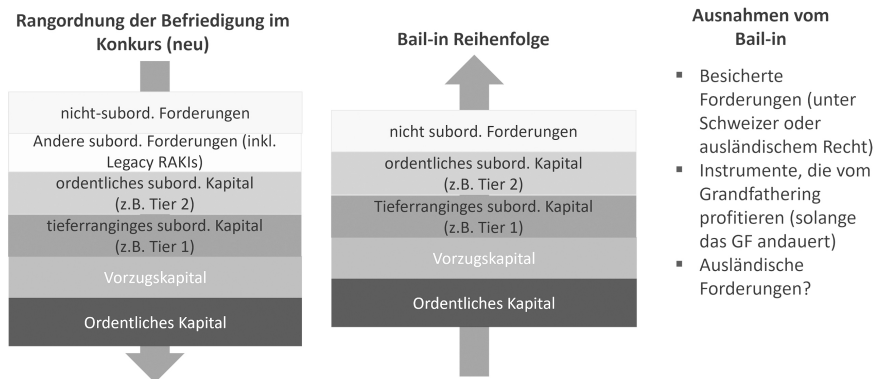 Rangordnung der Befriedigung im
Konkurs (neu)
nicht-subord. Forderungen
Andere subord. Forderungen (inkl.
Legacy RAKIs)
ordentliches subord. Kapital
(z.B. Tier 2)
tieferranginges subord. Kapital
(z.B. Tier 1)
Vorzugskapital
Ordentliches Kapital
Bail-in Reihenfolge
nicht subord. Forderungen
ordentliches subord. Kapital
(z.B. Tier 2)
Tieferranginges subord. Kapital
(z.B. Tier 1)
Vorzugskapital
Ordentliches Kapital
Ausnahmen vom
Bail-in
▪ Besicherte
Forderungen (unter
Schweizer oder
ausländischem Recht)
▪ Instrumente, die vom
Grandfathering
profitieren (solange
das GF andauert)
▪ Ausländische
Forderungen?